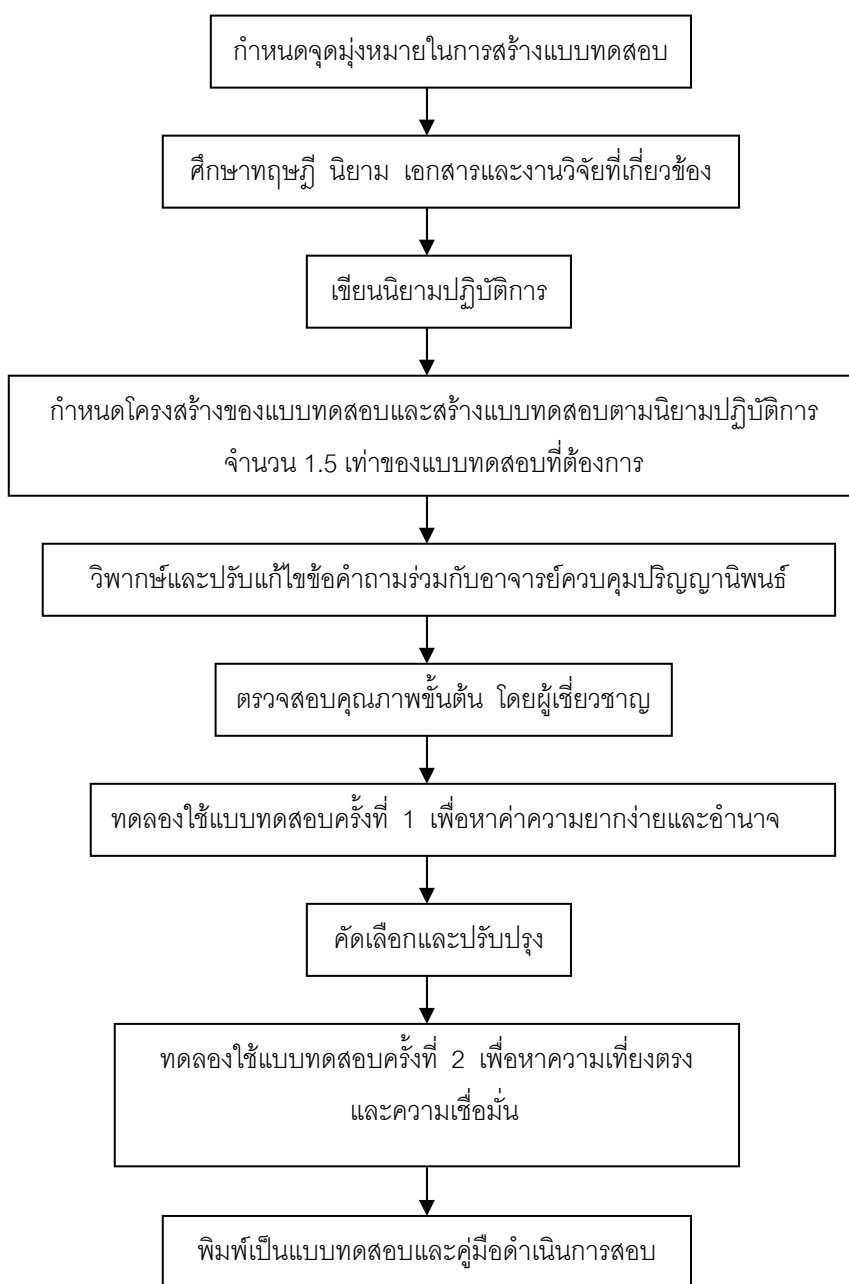 กำหนดจุดมุ่งหมายในการสร้างแบบทดสอบ
ศึกษาทฤษฎี นิยาม เอกสารและงานวิจัยที่เกี่ยวข้อง
เขียนนิยามปฏิบัติการ
กำหนดโครงสร้างของแบบทดสอบและสร้างแบบทดสอบตามนิยามปฏิบัติการ
จำนวน 1.5 เท่าของแบบทดสอบที่ต้องการ
วิพากษ์และปรับแก้ไขข้อคำถามร่วมกับอาจารย์ควบคุมปริญญานิพนธ์
ตรวจสอบคุณภาพขั้นต้น โดยผู้เชี่ยวชาญ
ทดลองใช้แบบทดสอบครั้งที่ 1 เพื่อหาค่าความยากง่ายและอำนาจ
คัดเลือกและปรับปรุง
ทดลองใช้แบบทดสอบครั้งที่ 2 เพื่อหาความเที่ยงตรง
และความเชื่อมั่น
พิมพ์เป็นแบบทดสอบและคู่มือดำเนินการสอบ